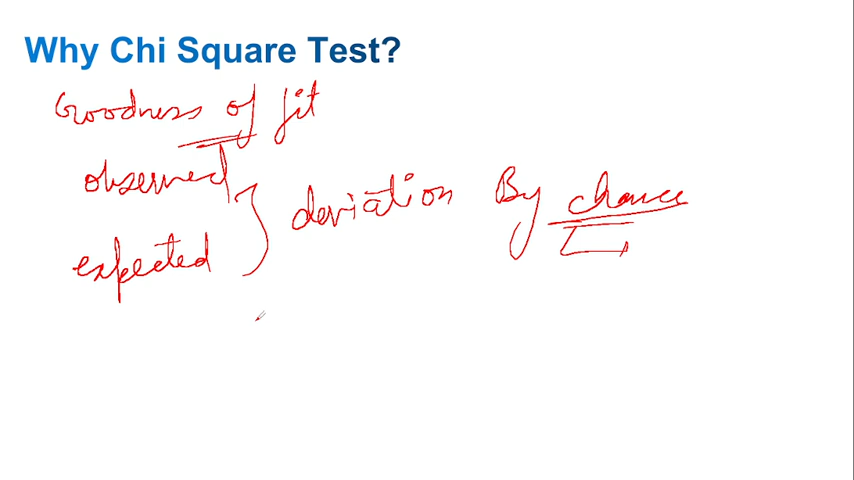 Why Chi Square Test?
Goodness of fit
observed
deviation By chance
expected